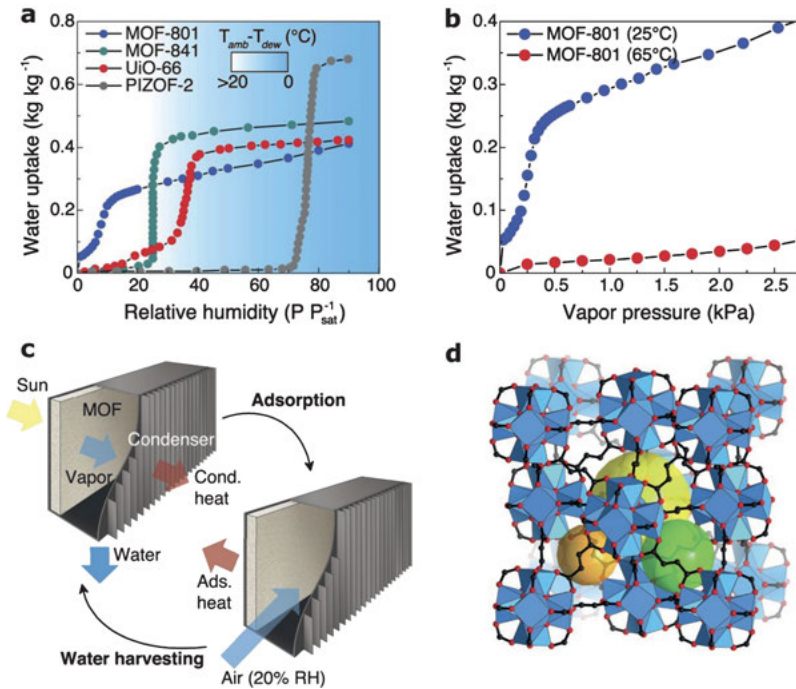 a
MOF-801
MOF-841
UiO-66
PIZOF-2
T_amb-T_dew (°C)
>20 0
Water uptake (kg kg⁻¹)
0.8
0.6
0.4
0.2
0
0 20 40 60 80 100
Relative humidity (P P_sat⁻¹)
b
MOF-801 (25°C)
MOF-801 (65°C)
Water uptake (kg kg⁻¹)
0.4
0.3
0.2
0.1
0
0 0.5 1.0 1.5 2.0 2.5
Vapor pressure (kPa)
c
Sun
MOF
Condenser
Vapor
Cond.
heat
Water
Adsorption
Ads.
heat
Water harvesting
Air (20% RH)
d